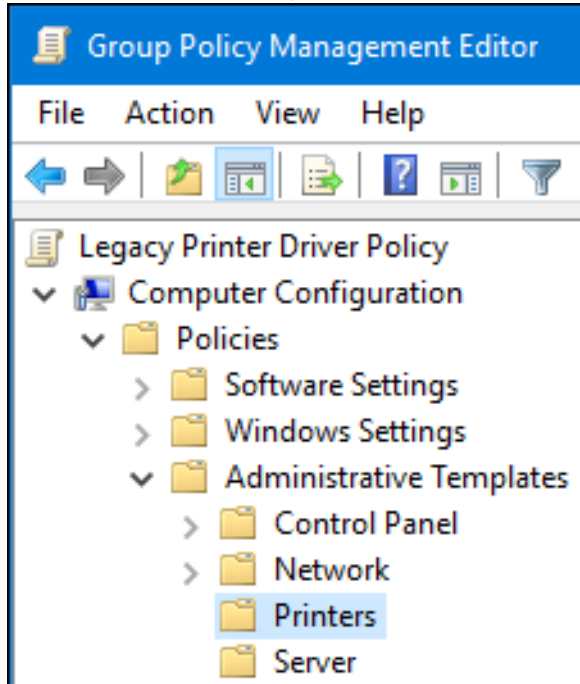 Group Policy Management Editor
File Action View Help
?
Legacy Printer Driver Policy
Computer Configuration
Policies
Software Settings
Windows Settings
Administrative Templates
Control Panel
Network
Printers
Server